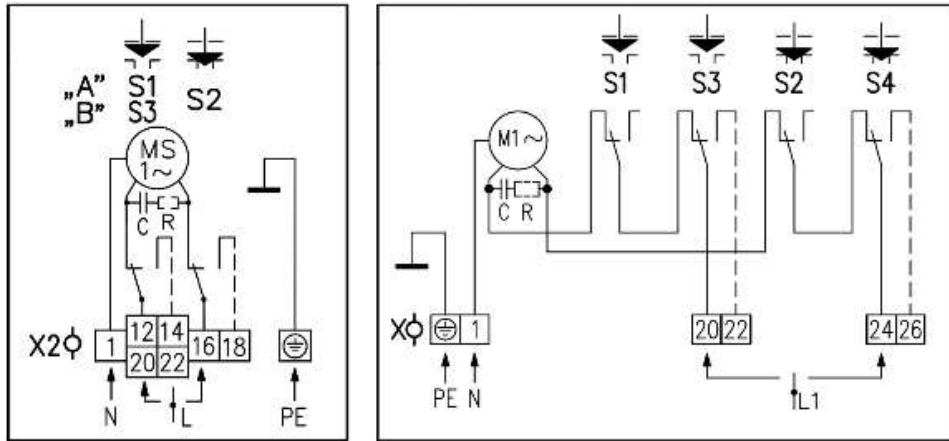 „A” S1 S2
„B” S3
MS
1~
C R
X2 1 12 14 16 18
20 22
N L PE
S1 S3 S2 S4
M1~
C R
X 1 20 22 24 26
PE N L1